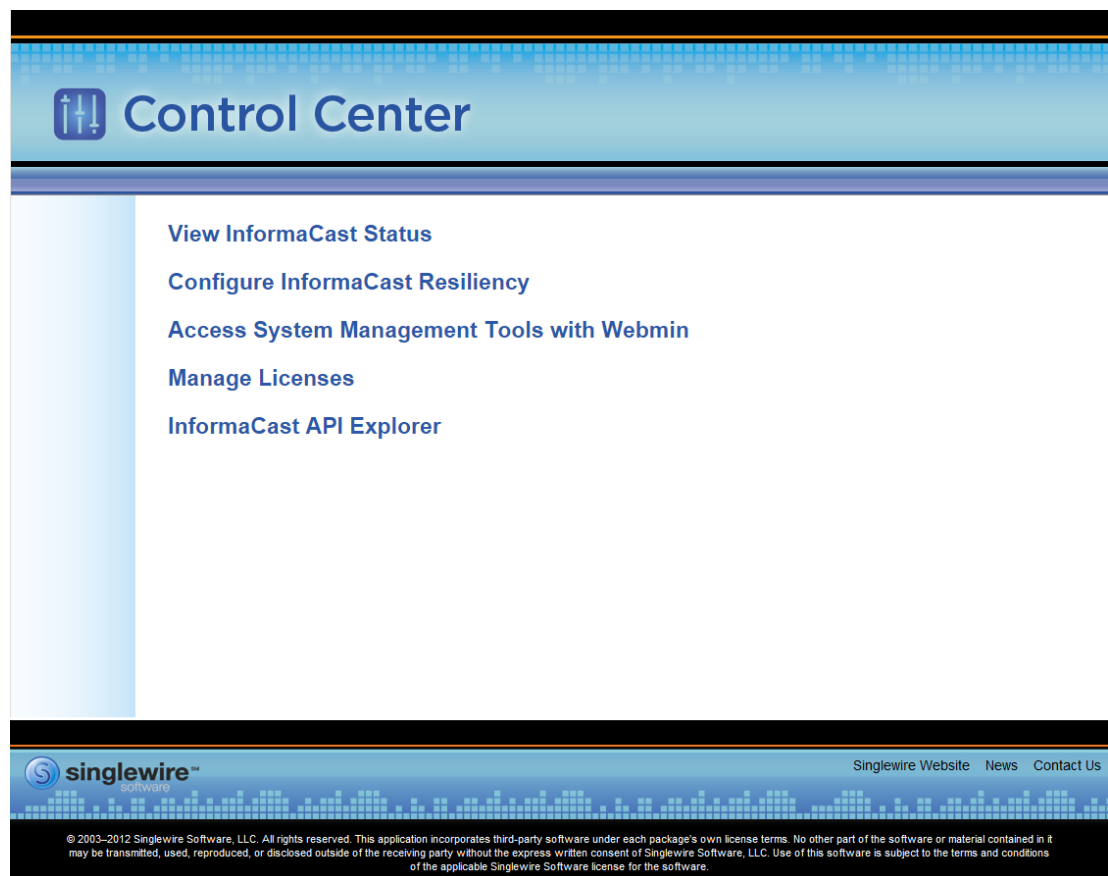 Control Center
View InformaCast Status
Configure InformaCast Resiliency
Access System Management Tools with Webmin
Manage Licenses
InformaCast API Explorer
S singlewire℠
software
Singlewire Website News Contact Us
© 2003–2012 Singlewire Software, LLC. All rights reserved. This application incorporates third-party software under each package's own license terms. No other part of the software or material contained in it
may be transmitted, used, reproduced, or disclosed outside of the receiving party without the express written consent of Singlewire Software, LLC. Use of this software is subject to the terms and conditions
of the applicable Singlewire Software license for the software.